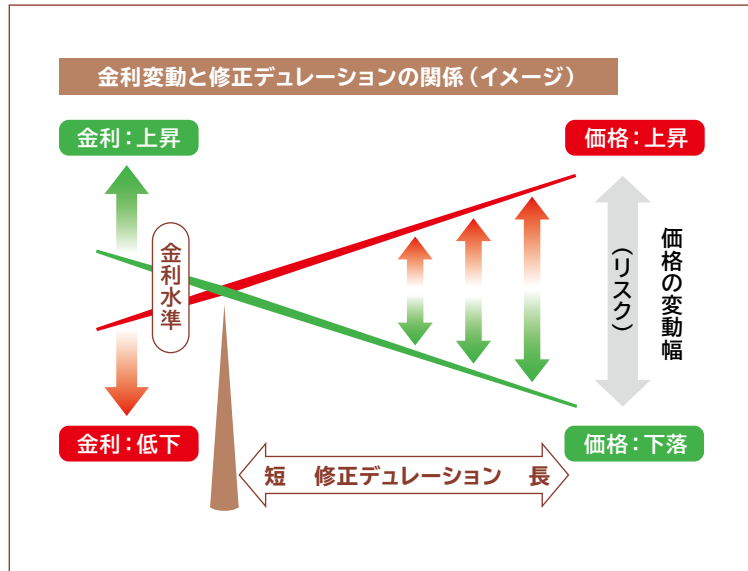 金利変動と修正デュレーションの関係（イメージ）
金利：上昇
価格：上昇
金利水準
価格の変動幅
（リスク）
金利：低下
価格：下落
短 修正デュレーション 長